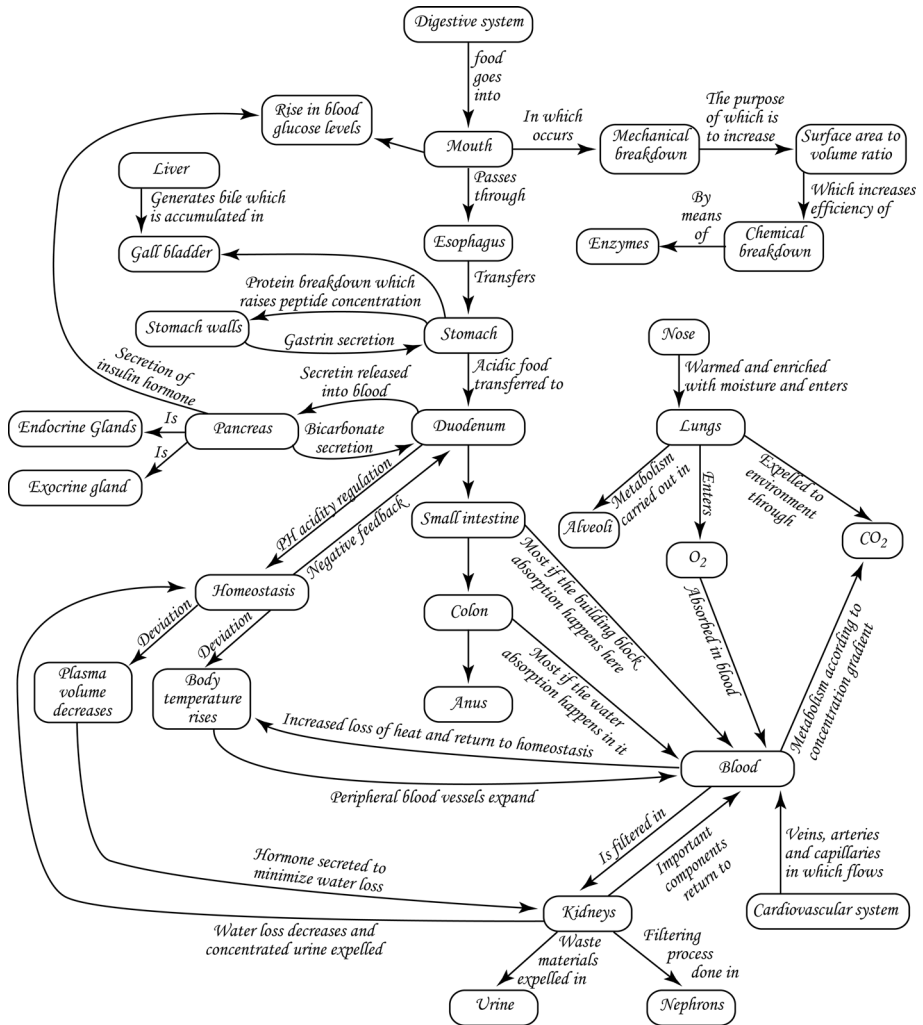 Digestive system
food
goes
into
Rise in blood
glucose levels
Mouth
In which
occurs
Mechanical
breakdown
The purpose
of which is
to increase
Surface area to
volume ratio
Liver
Generates bile which
is accumulated in
Gall bladder
Passes
through
Esophagus
Which increases
efficiency of
Chemical
breakdown
By
means
of
Enzymes
Transfers
Protein breakdown which
raises peptide concentration
Stomach walls
Gastrin secretion
Stomach
Nose
Warmed and enriched
with moisture and enters
Secretion of
insulin hormone
Secretin released
into blood
Acidic food
transferred to
Endocrine Glands
Is
Pancreas
Bicarbonate
secretion
Duodenum
Lungs
Is
Exocrine gland
PH acidity regulation
Negative feedback
Small intestine
Metabolism
carried out in
Enters
Expelled to
environment
through
Alveoli
O2
CO2
Homeostasis
Colon
Most if the building block
absorption happens here
Absorbed in blood
Metabolism according to
concentration gradient
Deviation
Deviation
Plasma
volume
decreases
Body
temperature
rises
Anus
Most if the water
absorption happens in it
Increased loss of heat and return to homeostasis
Blood
Peripheral blood vessels expand
Is filtered in
Important
components
return to
Veins, arteries
and capillaries
in which flows
Hormone secreted to
minimize water loss
Kidneys
Cardiovascular system
Water loss decreases and
concentrated urine expelled
Waste
materials
expelled in
Filtering
process
done in
Urine
Nephrons